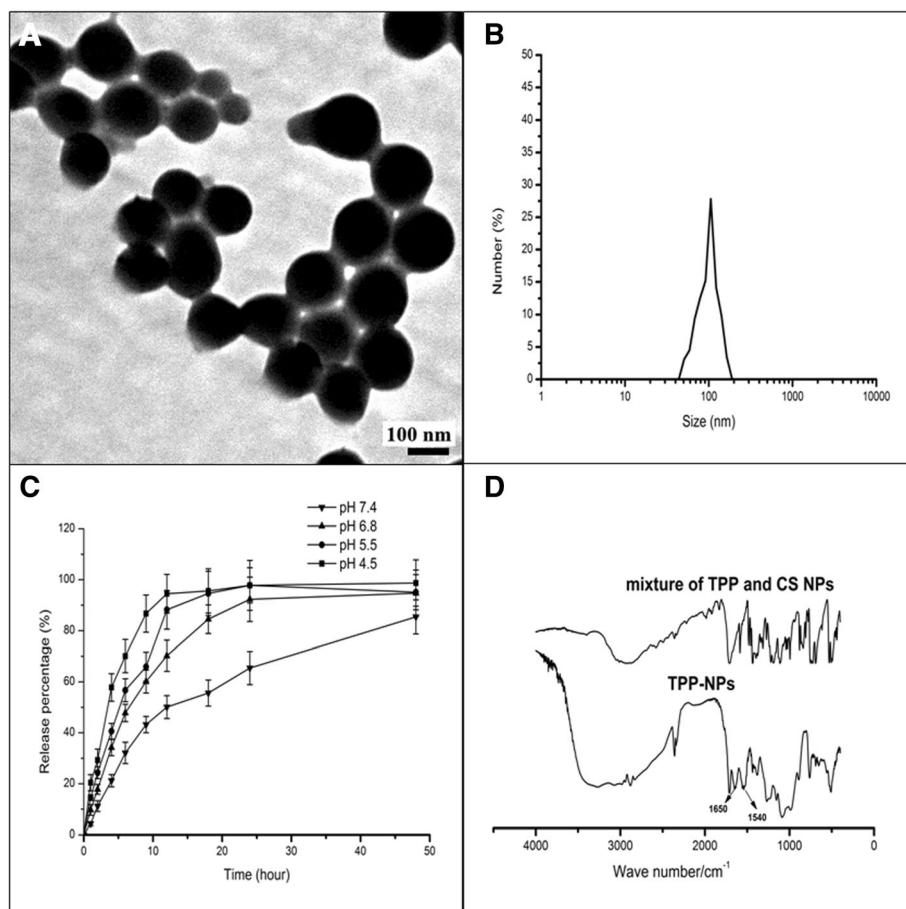 A
100 nm
B
50
45
40
35
30
25
20
15
10
5
0
Number (%)
1 10 100 1000 10000
Size (nm)
C
pH 7.4
pH 6.8
pH 5.5
pH 4.5
120
100
80
60
40
20
0
Release percentage (%)
0 10 20 30 40 50
Time (hour)
D
mixture of TPP and CS NPs
TPP-NPs
1650
1540
4000 3000 2000 1000 0
Wave number/cm⁻¹